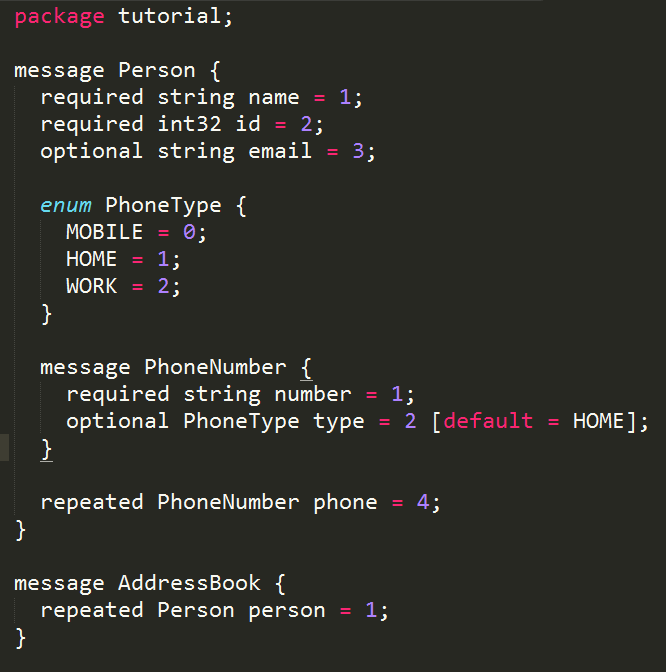 package tutorial;
message Person {
required string name = 1;
required int32 id = 2;
optional string email = 3;
enum PhoneType {
MOBILE = 0;
HOME = 1;
WORK = 2;
}
message PhoneNumber {
required string number = 1;
optional PhoneType type = 2 [default = HOME];
}
repeated PhoneNumber phone = 4;
}
message AddressBook {
repeated Person person = 1;
}